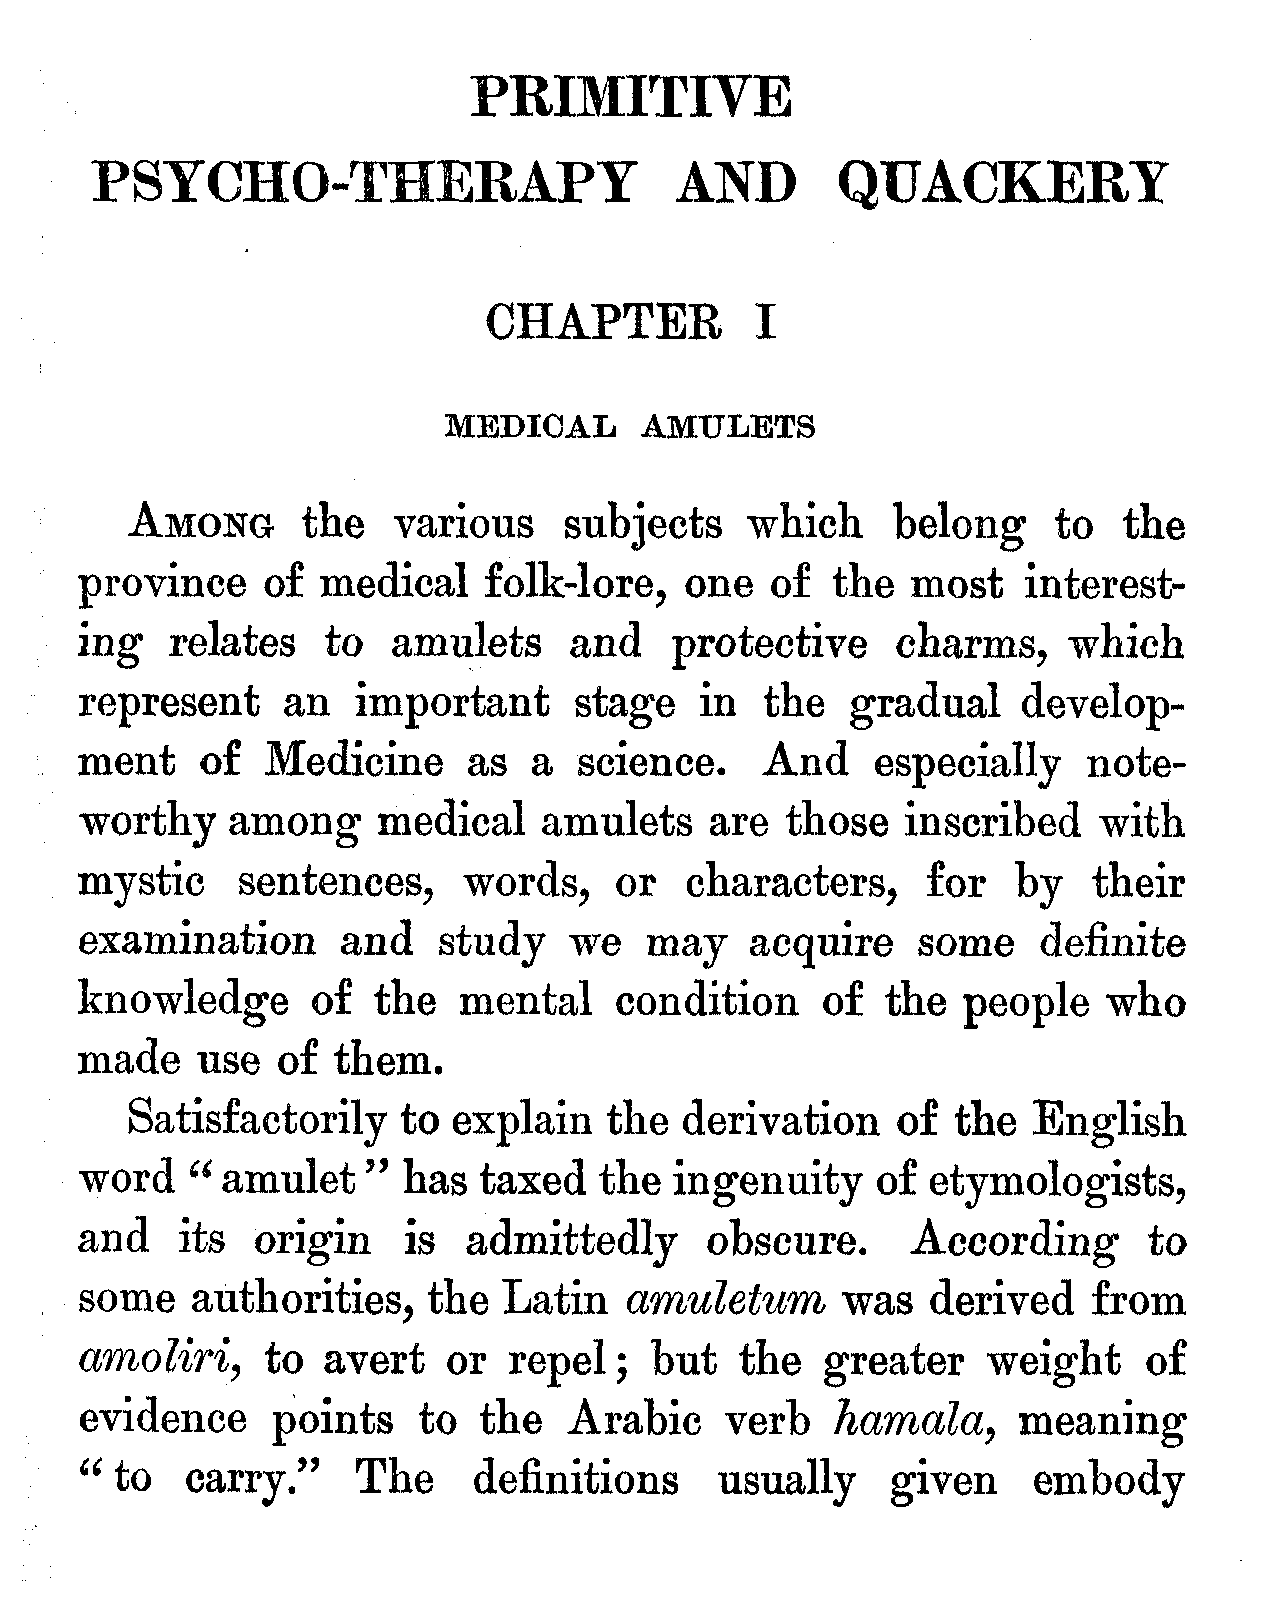 PRIMITIVE
PSYCHO-THERAPY AND QUACKERY
CHAPTER I
MEDICAL AMULETS
AMONG the various subjects which belong to the
province of medical folk-lore, one of the most interest-
ing relates to amulets and protective charms, which
represent an important stage in the gradual develop-
ment of Medicine as a science. And especially note-
worthy among medical amulets are those inscribed with
mystic sentences, words, or characters, for by their
examination and study we may acquire some definite
knowledge of the mental condition of the people who
made use of them.
Satisfactorily to explain the derivation of the English
word “ amulet ” has taxed the ingenuity of etymologists,
and its origin is admittedly obscure. According to
some authorities, the Latin amuletum was derived from
amoliri, to avert or repel ; but the greater weight of
evidence points to the Arabic verb hamala, meaning
“ to carry.” The definitions usually given embody